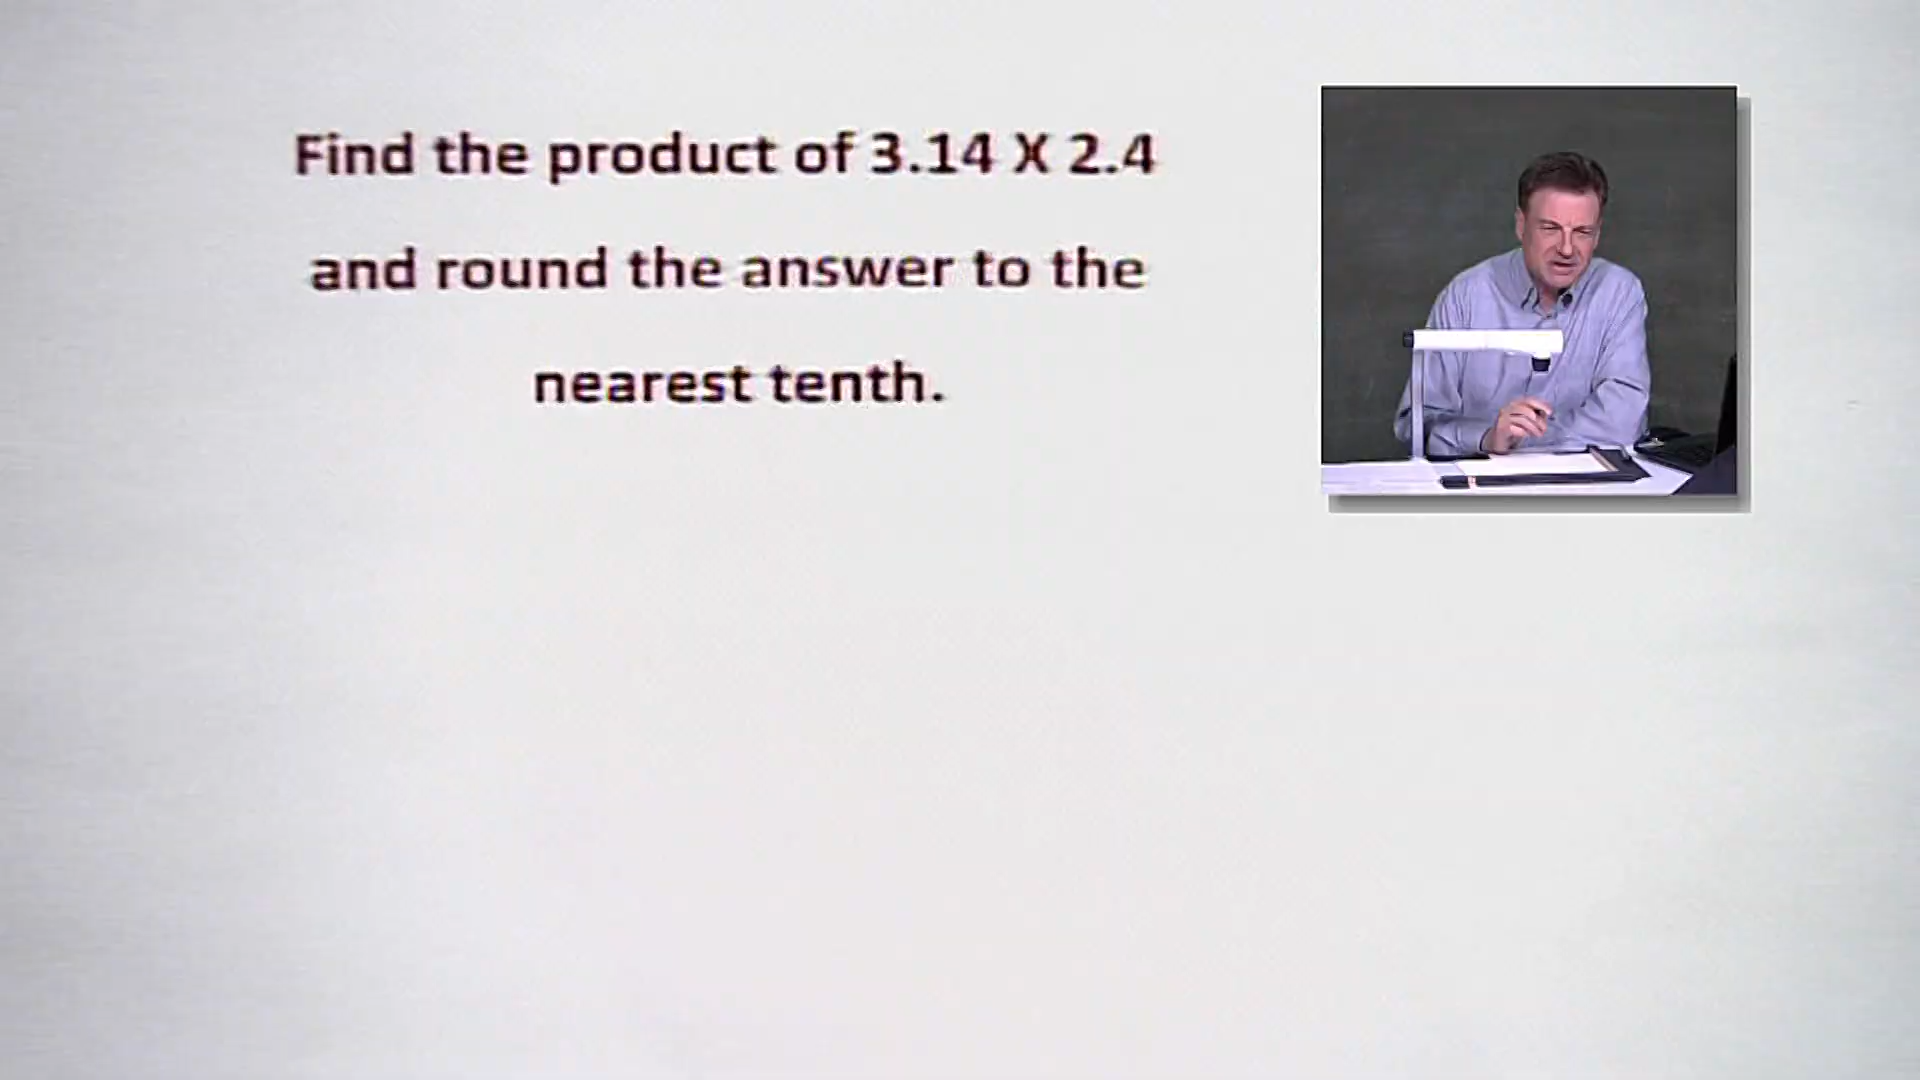 Find the product of 3.14 X 2.4
and round the answer to the
nearest tenth.